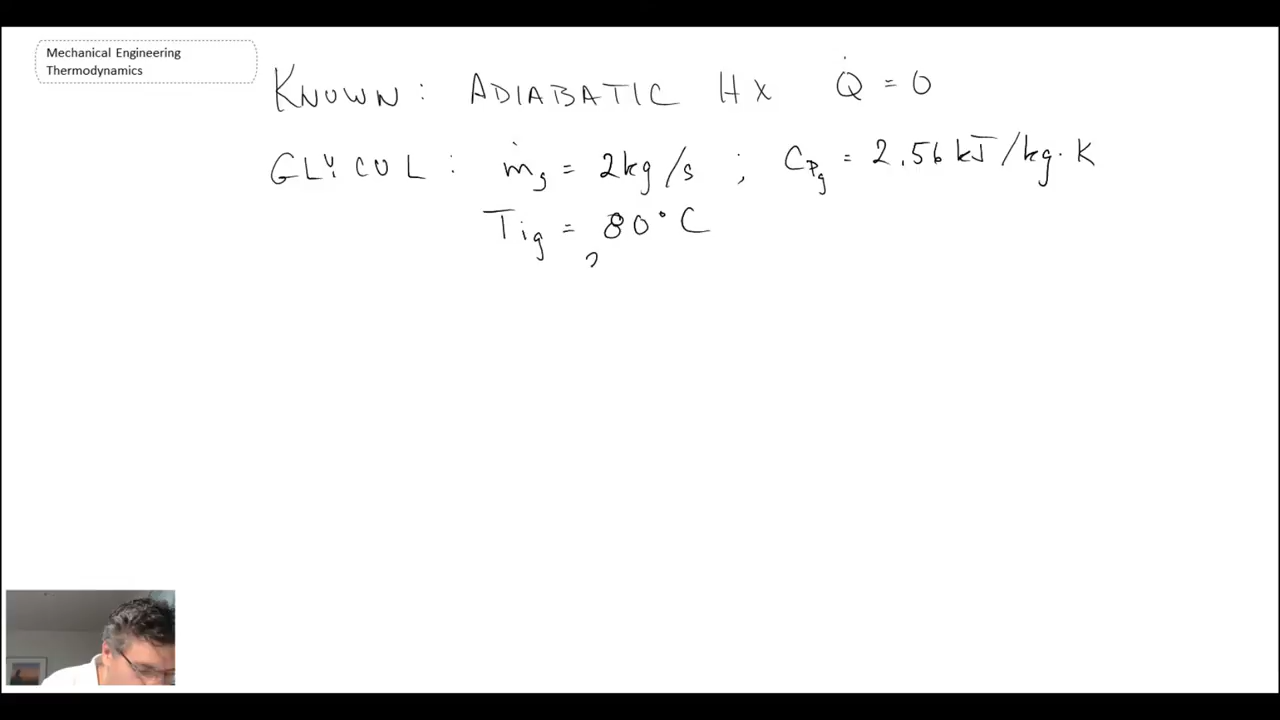 Mechanical Engineering
Thermodynamics
KNOWN: ADIABATIC HX Q̇ = 0
GLYCOL: ṁg = 2kg/s ; Cpg = 2.56 kJ/kg·K
Tig = 80°C